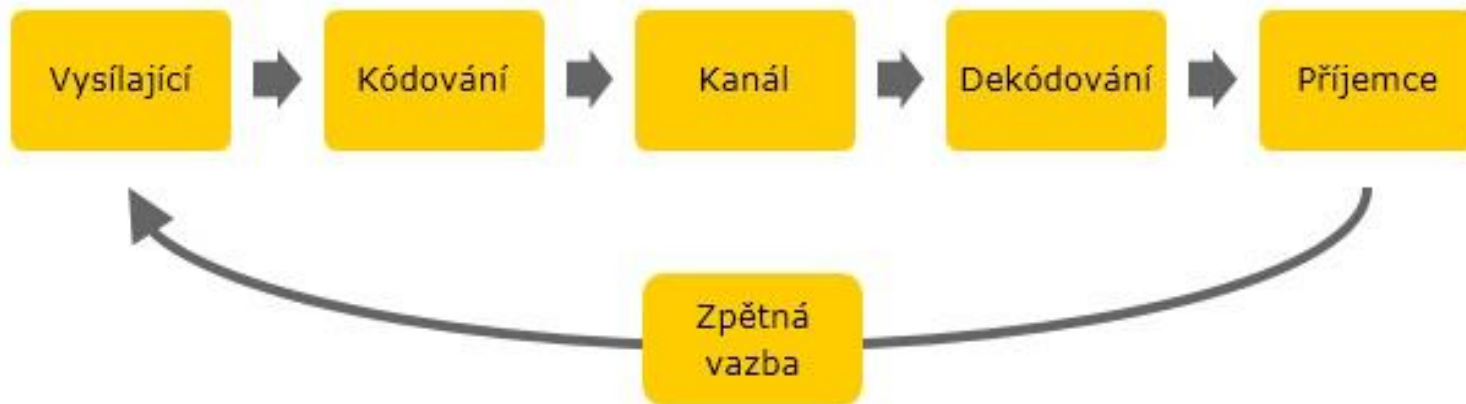 Vysílající
Kódování
Kanál
Dekódování
Příjemce
Zpětná
vazba